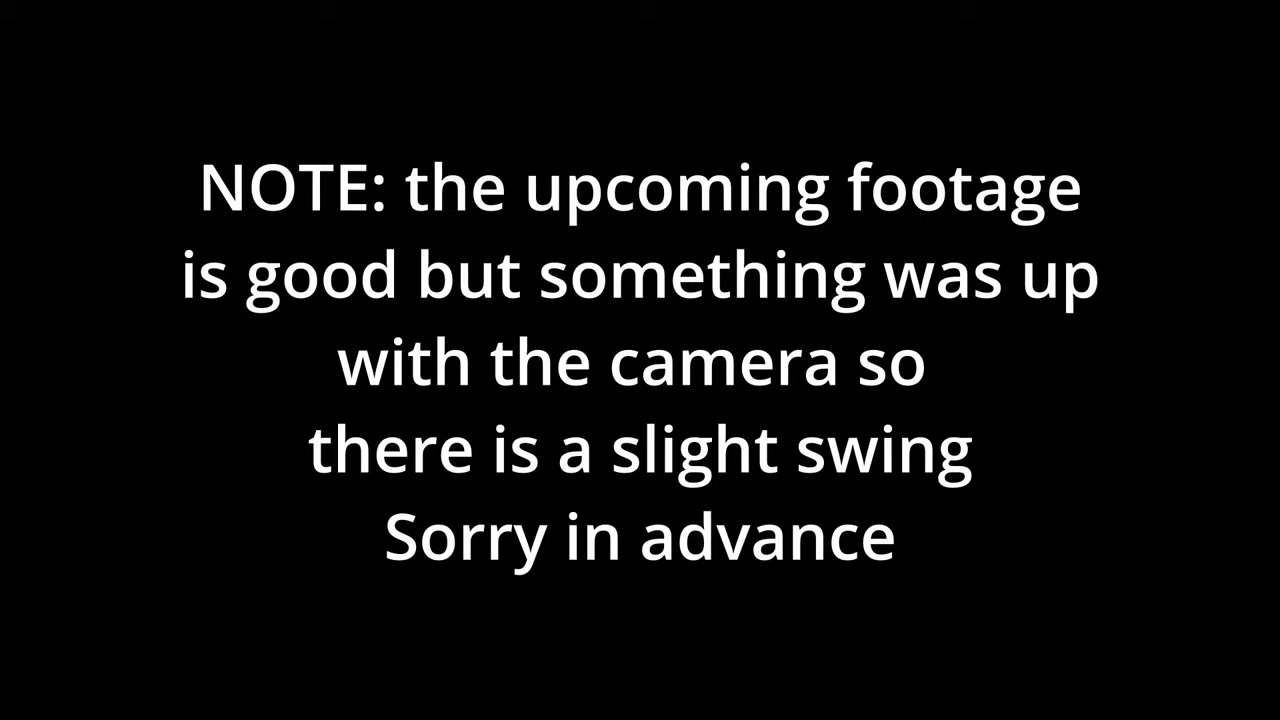 NOTE: the upcoming footage
is good but something was up
with the camera so
there is a slight swing
Sorry in advance